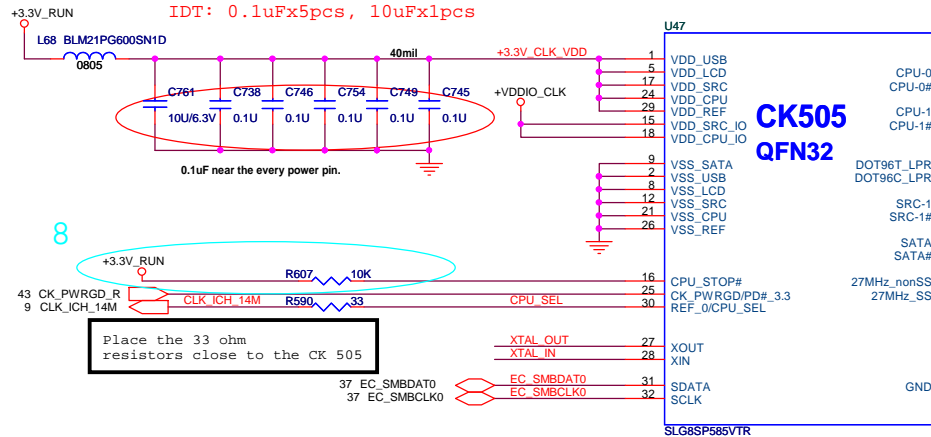 +3.3V_RUN
IDT: 0.1uFx5pcs, 10uFx1pcs
L68 BLM21PG600SN1D
0805
40mil
+3.3V_CLK_VDD
C761
10U/6.3V
C738
0.1U
C746
0.1U
C754
0.1U
C749
0.1U
C745
0.1U
0.1uF near the every power pin.
+VDDIO_CLK
U47
1 VDD_USB
5 VDD_LCD
17 VDD_SRC
24 VDD_CPU
29 VDD_REF
15 VDD_SRC_IO
18 VDD_CPU_IO
CK505
QFN32
9 VSS_SATA
2 VSS_USB
8 VSS_LCD
12 VSS_SRC
21 VSS_CPU
26 VSS_REF
CPU-0
CPU-0#
CPU-1
CPU-1#
DOT96T_LPR
DOT96C_LPR
SRC-1
SRC-1#
SATA
SATA#
27MHz_nonSS
27MHz_SS
GND
8
+3.3V_RUN
R607 10K
16 CPU_STOP#
43 CK_PWRGD_R
25 CK_PWRGD/PD#_3.3
9 CLK_ICH_14M
CLK_ICH_14M
R590 33
CPU_SEL
30 REF_0/CPU_SEL
Place the 33 ohm
resistors close to the CK 505
XTAL_OUT 27 XOUT
XTAL_IN 28 XIN
37 EC_SMBDAT0 EC_SMBDAT0 31 SDATA
37 EC_SMBCLK0 EC_SMBCLK0 32 SCLK
SLG8SP585VTR